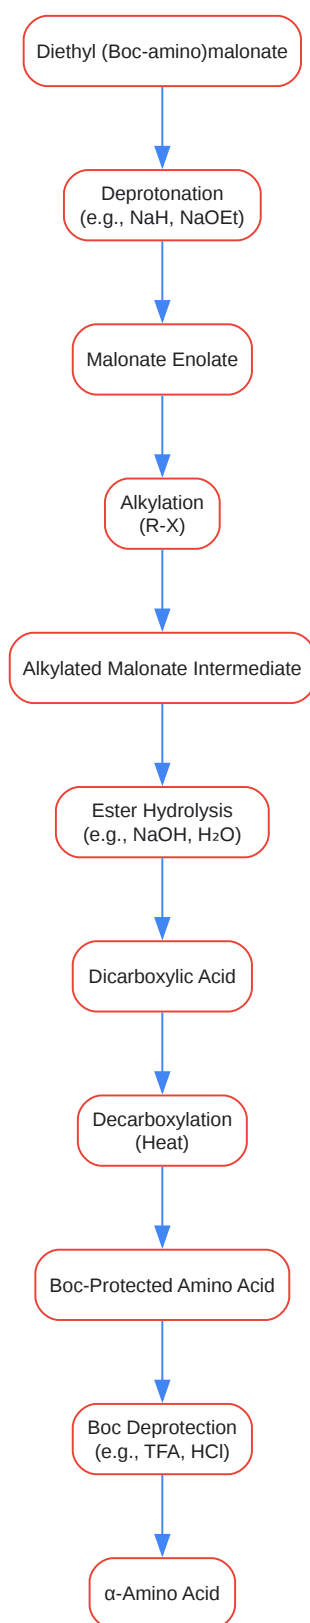 Diethyl (Boc-amino)malonate
Deprotonation
(e.g., NaH, NaOEt)
Malonate Enolate
Alkylation
(R-X)
Alkylated Malonate Intermediate
Ester Hydrolysis
(e.g., NaOH, H₂O)
Dicarboxylic Acid
Decarboxylation
(Heat)
Boc-Protected Amino Acid
Boc Deprotection
(e.g., TFA, HCl)
α-Amino Acid